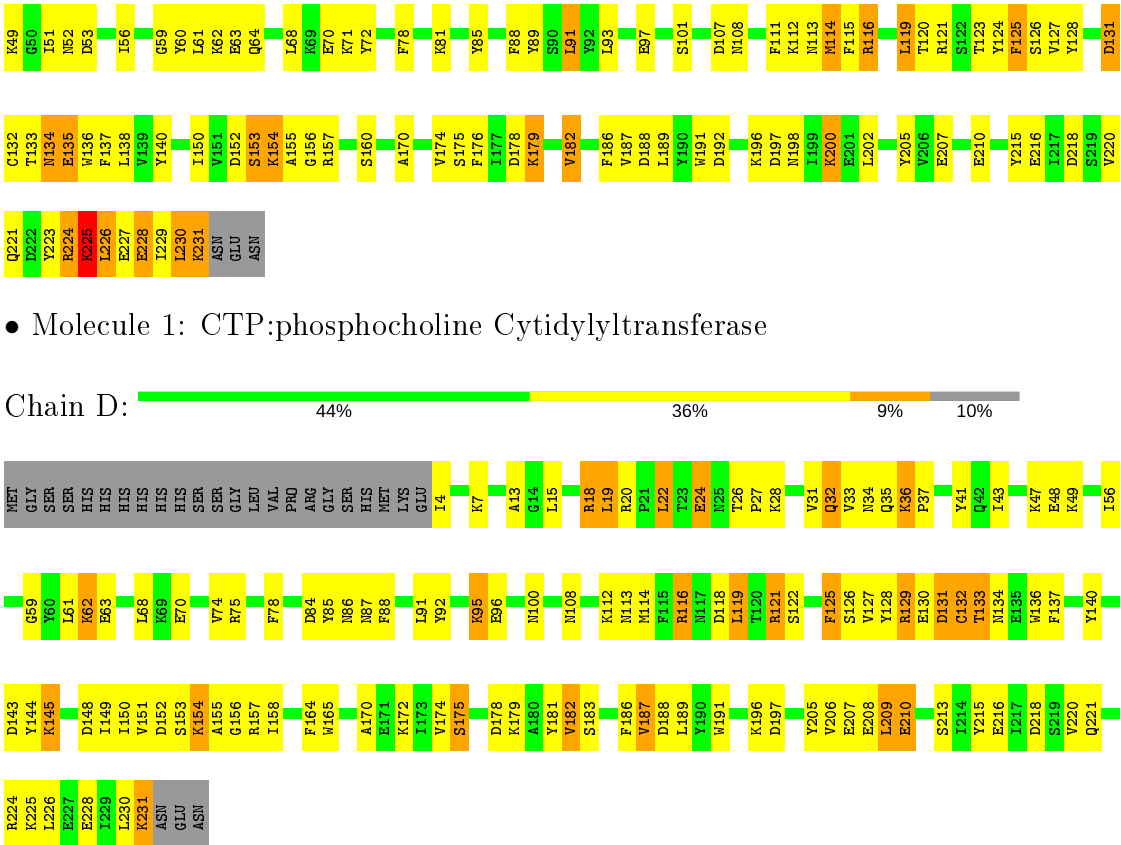 K49 G50 I51 N52 D53 I56 G59 Y60 L61 K62 E63 Q64 L68 K69 E70 K71 Y72 F78 K81 Y85 F88 Y89 S90 L91 Y92 L93 E97 S101 D107 N108 F111 K112 N113 M114 F115 R116 L119 T120 R121 S122 T123 Y124 F125 S126 V127 Y128 D131
C132 T133 N134 E135 W136 F137 L138 V139 Y140 I150 V151 D152 S153 K154 A155 G156 R157 S160 A170 V174 S175 F176 I177 D178 K179 V182 F186 V187 D188 L189 Y190 W191 D192 K196 D197 N198 I199 K200 E201 L202 Y205 V206 E207 E210 Y215 E216 I217 D218 S219 V220
Q221 D222 Y223 R224 K225 L226 E227 E228 I229 L230 K231 ASN GLU ASN
• Molecule 1: CTP:phosphocholine Cytidylyltransferase
Chain D: 44% 36% 9% 10%
MET GLY SER SER HIS HIS HIS HIS HIS HIS SER SER GLY LEU VAL PRO ARG GLY SER HIS MET LYS GLU I4 K7 A13 G14 L15 R18 L19 R20 P21 L22 T23 E24 N25 T26 P27 K28 V31 Q32 V33 N34 Q35 K36 P37 Y41 Q42 I43 K47 E48 K49 I56
G59 Y60 L61 K62 E63 L68 K69 E70 V74 R75 F78 D84 Y85 N86 N87 F88 L91 Y92 K95 E96 N100 N108 K112 N113 M114 F115 R116 N117 D118 L119 T120 R121 S122 F125 S126 V127 Y128 R129 E130 D131 C132 T133 N134 E135 W136 F137 Y140
D143 Y144 K145 D148 I149 I150 V151 D152 S153 K154 A155 G156 R157 I158 F164 W165 A170 E171 K172 I173 V174 S175 D178 K179 A180 Y181 V182 S183 F186 V187 D188 L189 Y190 W191 K196 D197 Y205 V206 E207 E208 L209 E210 S213 I214 Y215 E216 I217 D218 S219 V220 Q221
R224 K225 L226 E227 E228 I229 L230 K231 ASN GLU ASN